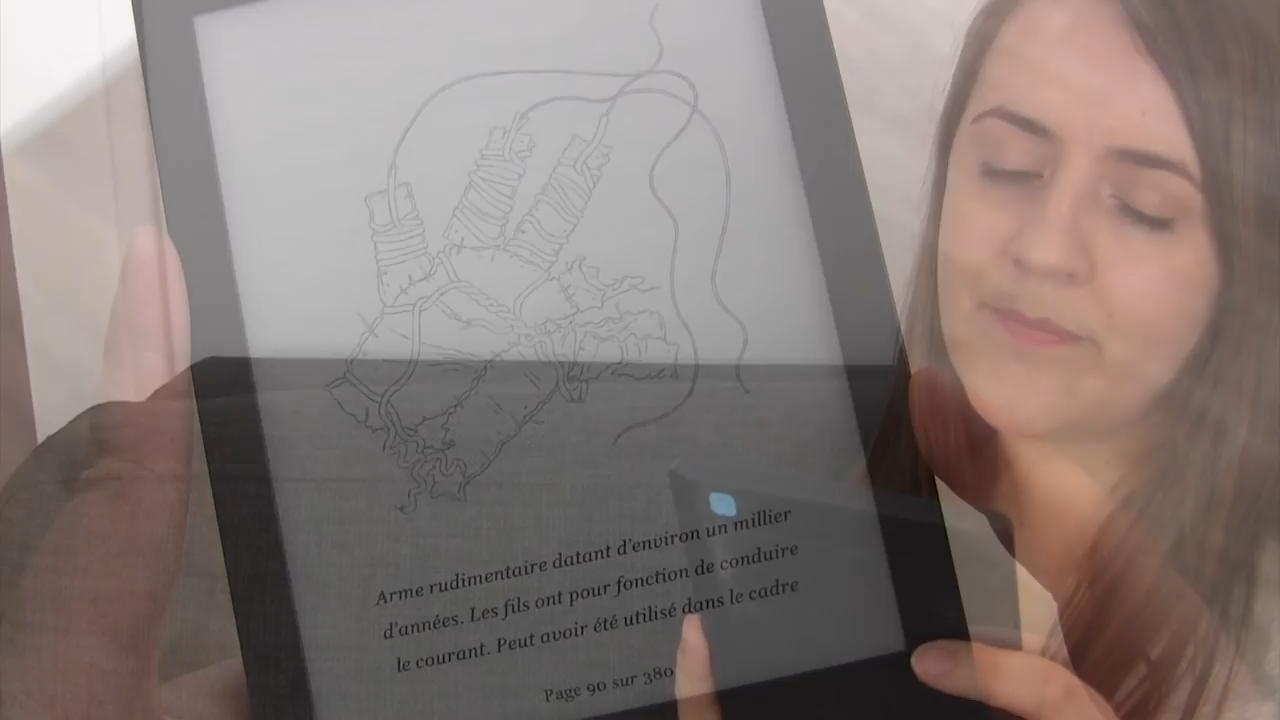 Arme rudimentaire datant d'environ un millier
d'années. Les fils ont pour fonction de conduire
le courant. Peut avoir été utilisé dans le cadre
Page 90 sur 380